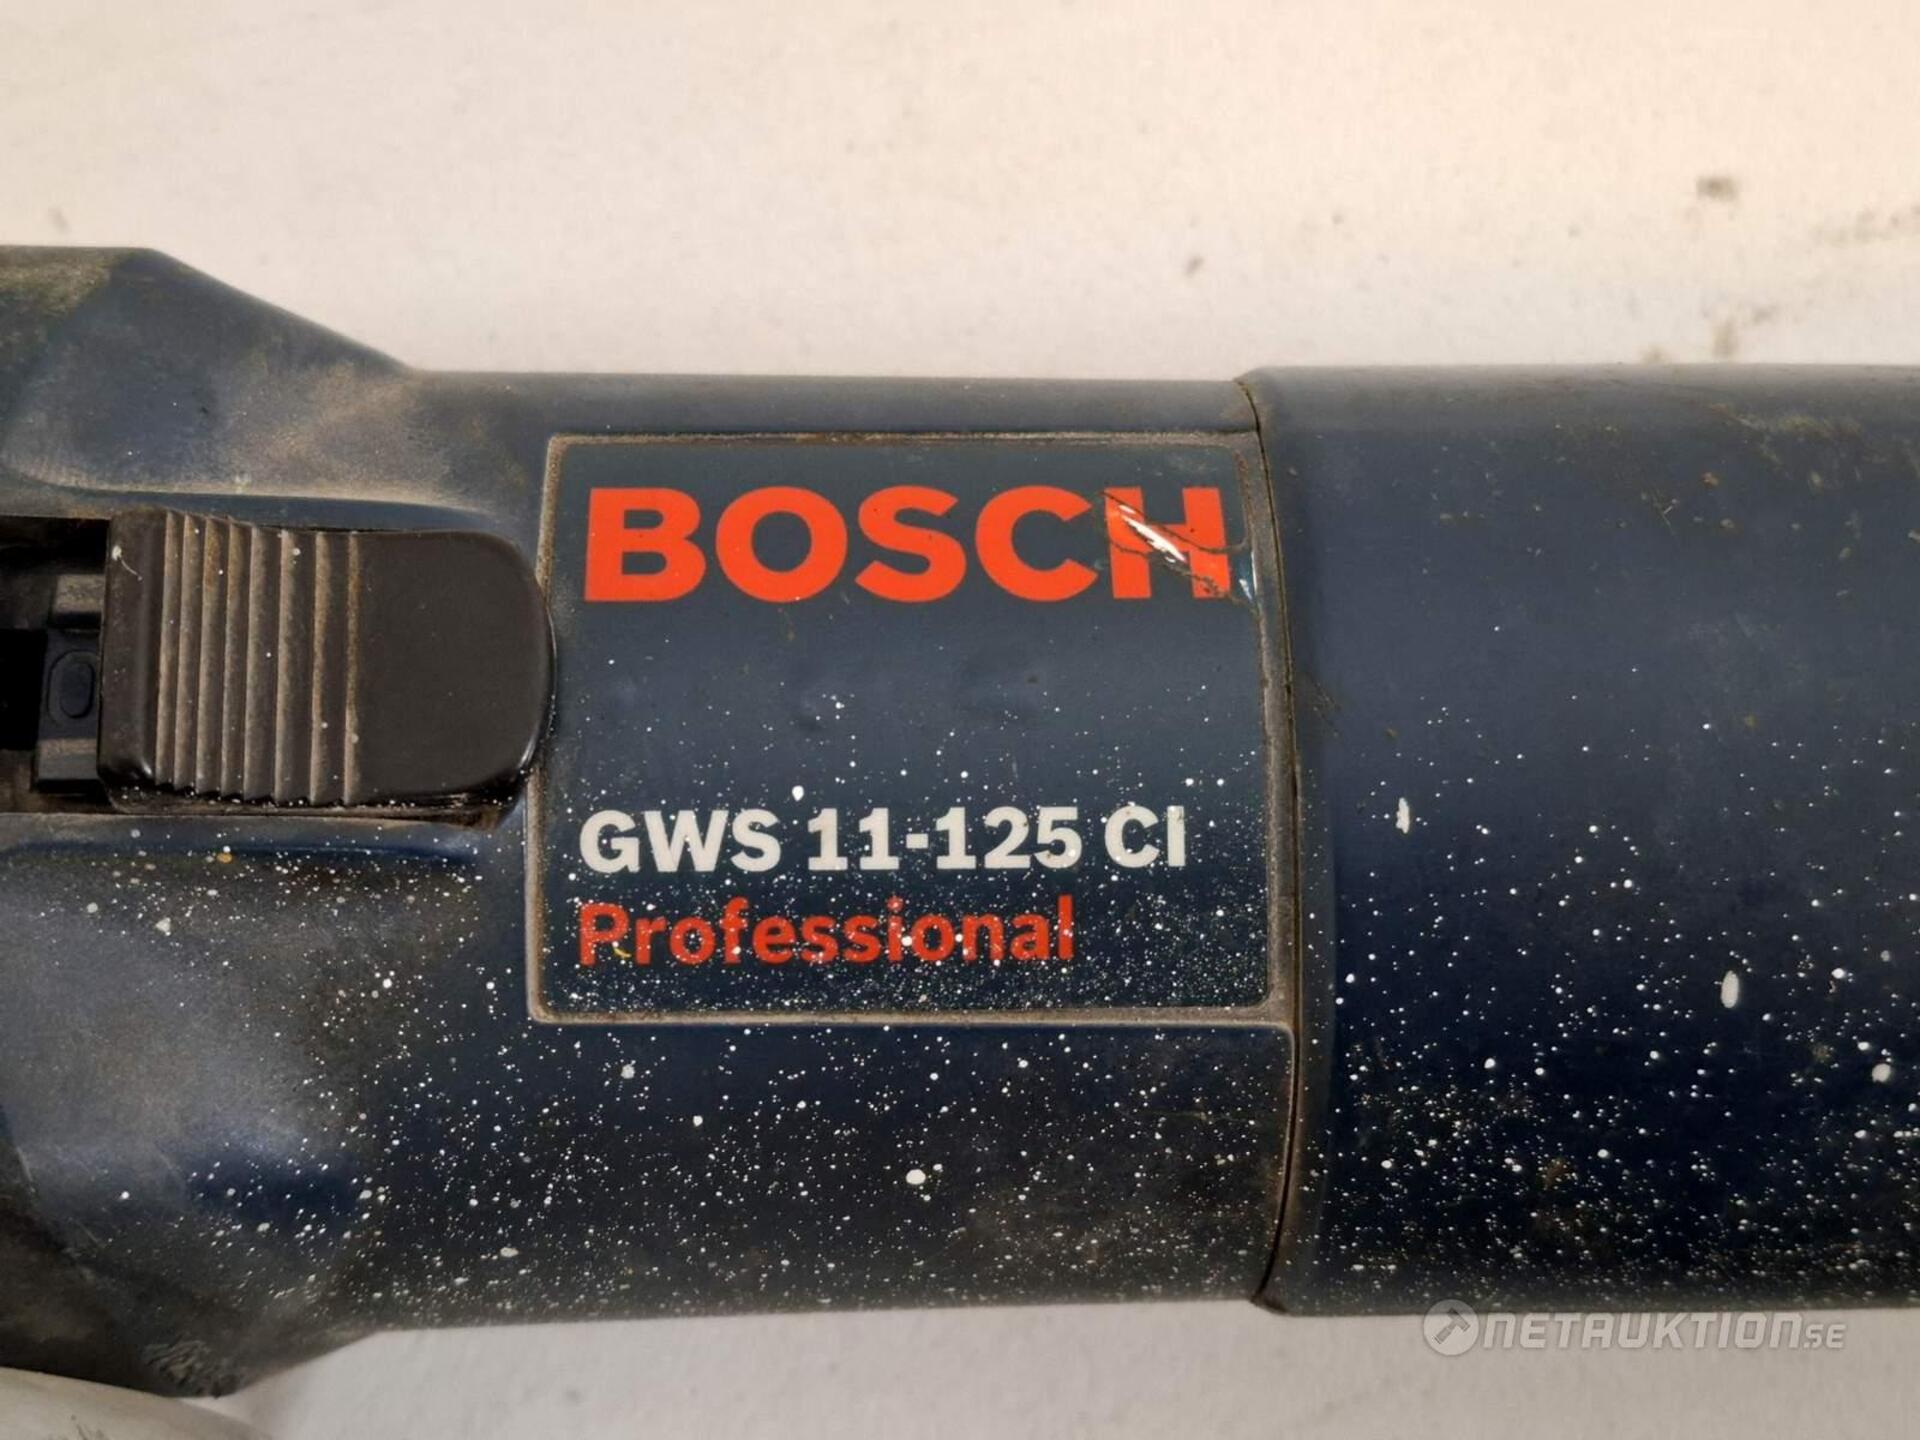 BOSCH
GWS 11-125 CI
Professional
NETAUKTION.SE